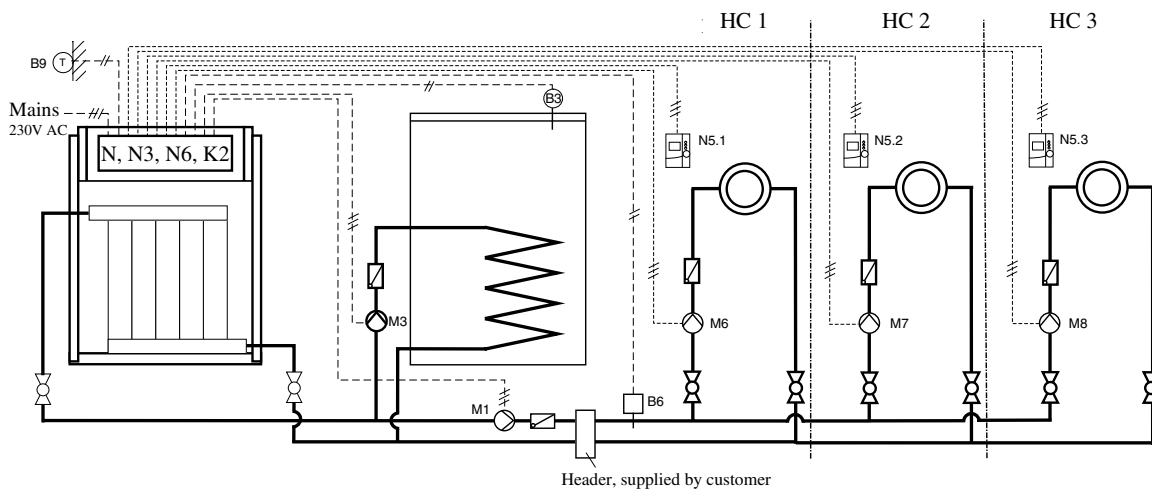 HC 1
HC 2
HC 3
B9
T
Mains
230V AC
B3
N, N3, N6, K2
N5.1
N5.2
N5.3
M3
M6
M7
M8
M1
B6
Header, supplied by customer